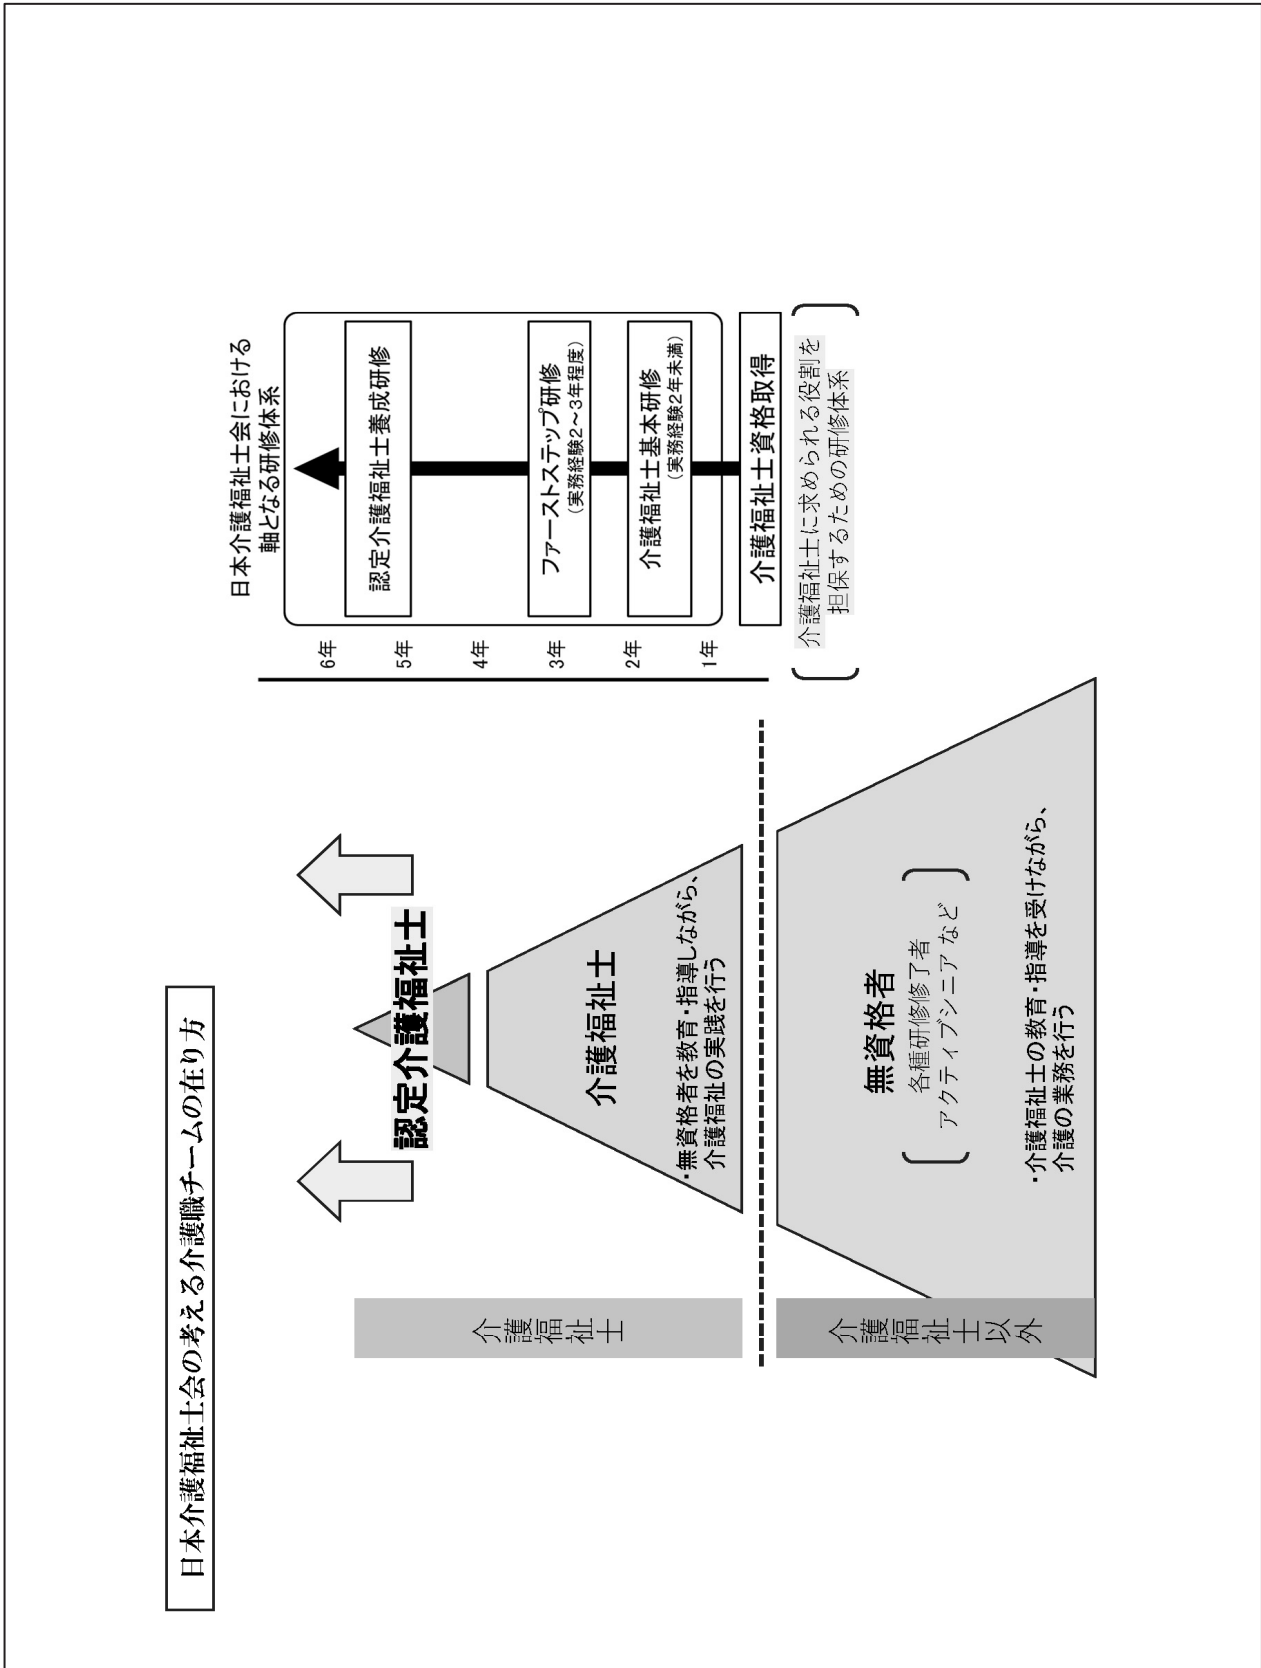 日本介護福祉士会の考える介護職チームの在り方
介護福祉士
介護福祉士以外
認定介護福祉士
介護福祉士
・無資格者を教育・指導しながら、
介護福祉の実践を行う
無資格者
各種研修修了者
アクティブシニア など
・介護福祉士の教育・指導を受けながら、
介護の業務を行う
日本介護福祉士会における
軸となる研修体系
6年
5年
4年
3年
2年
1年
認定介護福祉士養成研修
ファーストステップ研修
（実務経験2～3年程度）
介護福祉士基本研修
（実務経験2年未満）
介護福祉士資格取得
介護福祉士に求められる役割を
担保するための研修体系